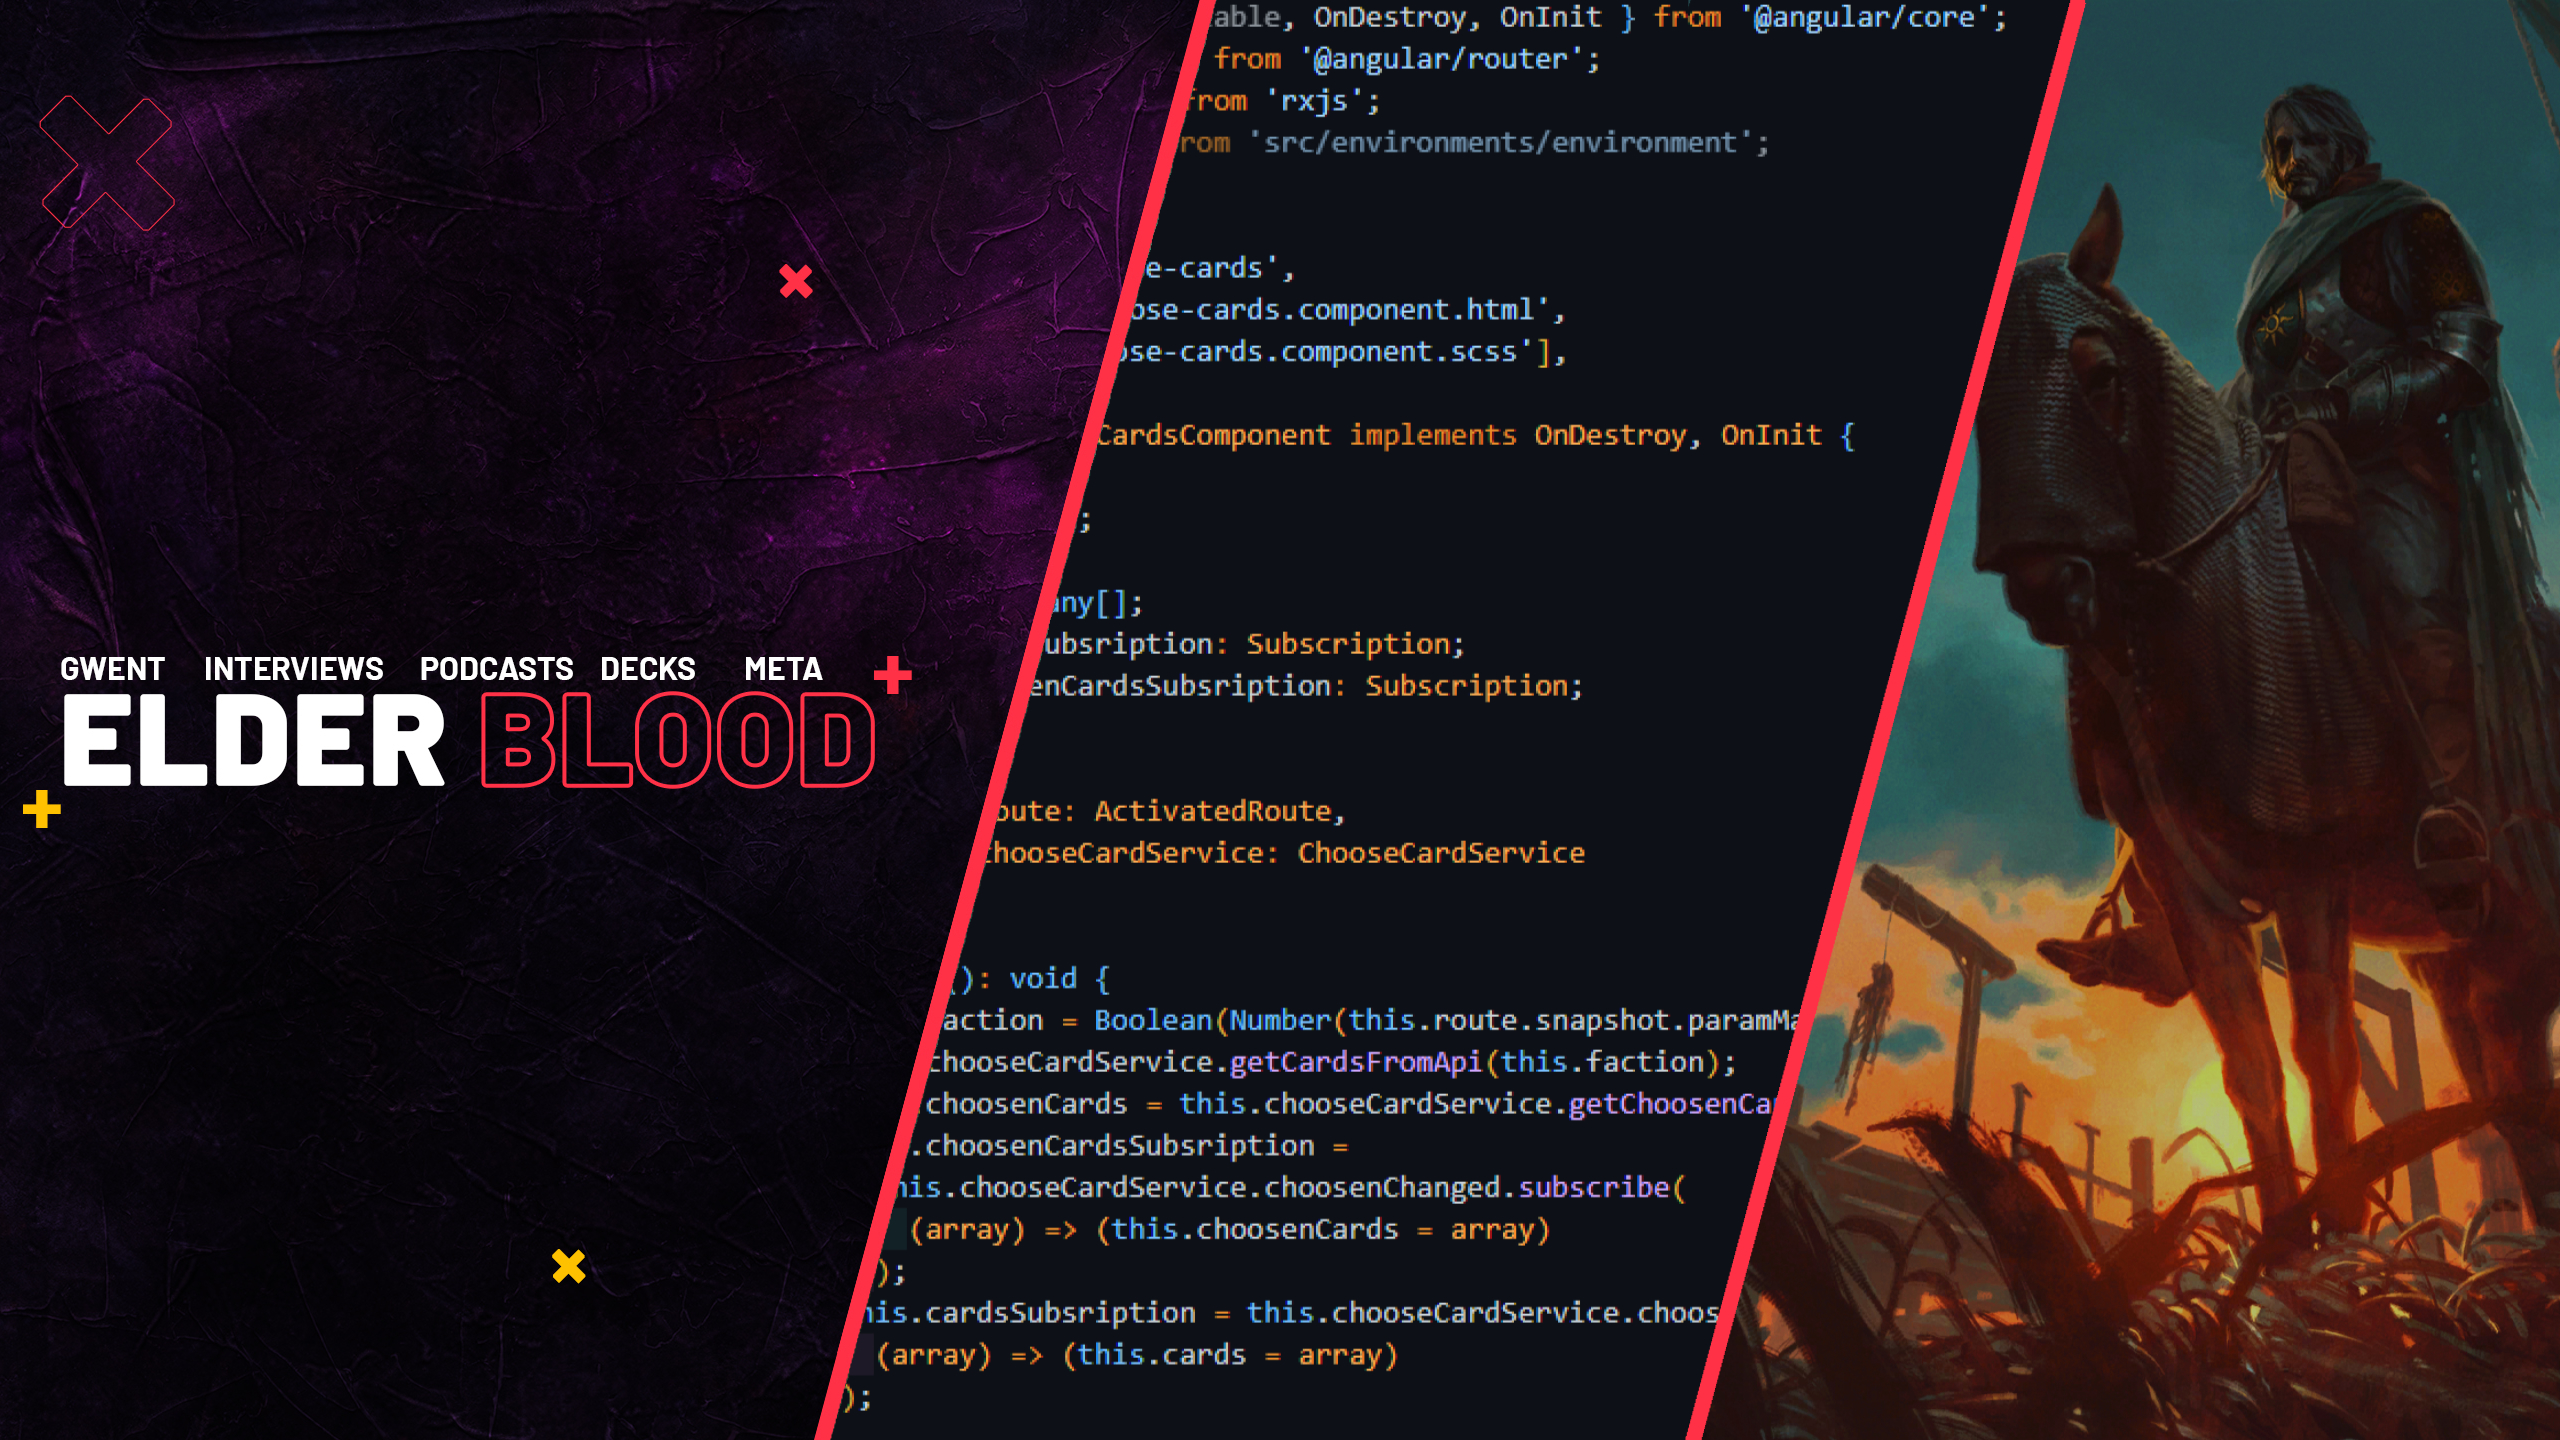 GWENT INTERVIEWS PODCASTS DECKS META
ELDER BLOOD
able, OnDestroy, OnInit } from '@angular/core';
from '@angular/router';
from 'rxjs';
from 'src/environments/environment';
e-cards',
ose-cards.component.html',
ose-cards.component.scss'],
CardsComponent implements OnDestroy, OnInit {
;
any[];
ubsription: Subscription;
enCardsSubsription: Subscription;
oute: ActivatedRoute,
chooseCardService: ChooseCardService
(): void {
action = Boolean(Number(this.route.snapshot.paramMa
chooseCardService.getCardsFromApi(this.faction);
.choosenCards = this.chooseCardService.getChoosenCa
.choosenCardsSubsription =
his.chooseCardService.choosenChanged.subscribe(
(array) => (this.choosenCards = array)
);
his.cardsSubsription = this.chooseCardService.choos
(array) => (this.cards = array)
);